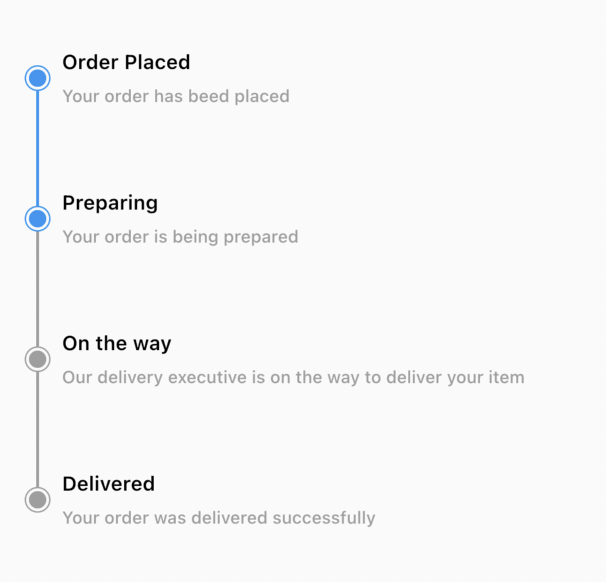 Order Placed
Your order has beed placed
Preparing
Your order is being prepared
On the way
Our delivery executive is on the way to deliver your item
Delivered
Your order was delivered successfully